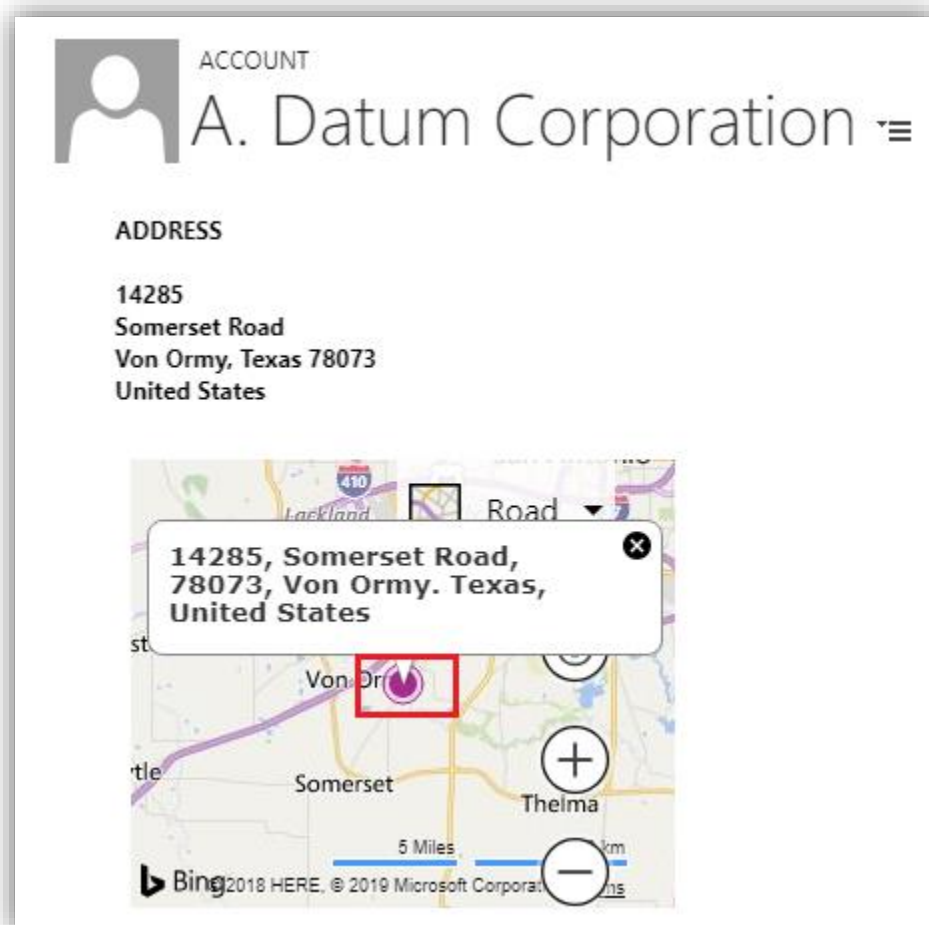 ACCOUNT
A. Datum Corporation
ADDRESS
14285
Somerset Road
Von Ormy, Texas 78073
United States
410
Lackland
Road
14285, Somerset Road,
78073, Von Ormy. Texas,
United States
Von Or
Somerset
Thelma
5 Miles
km
Bing
2018 HERE, © 2019 Microsoft Corporat